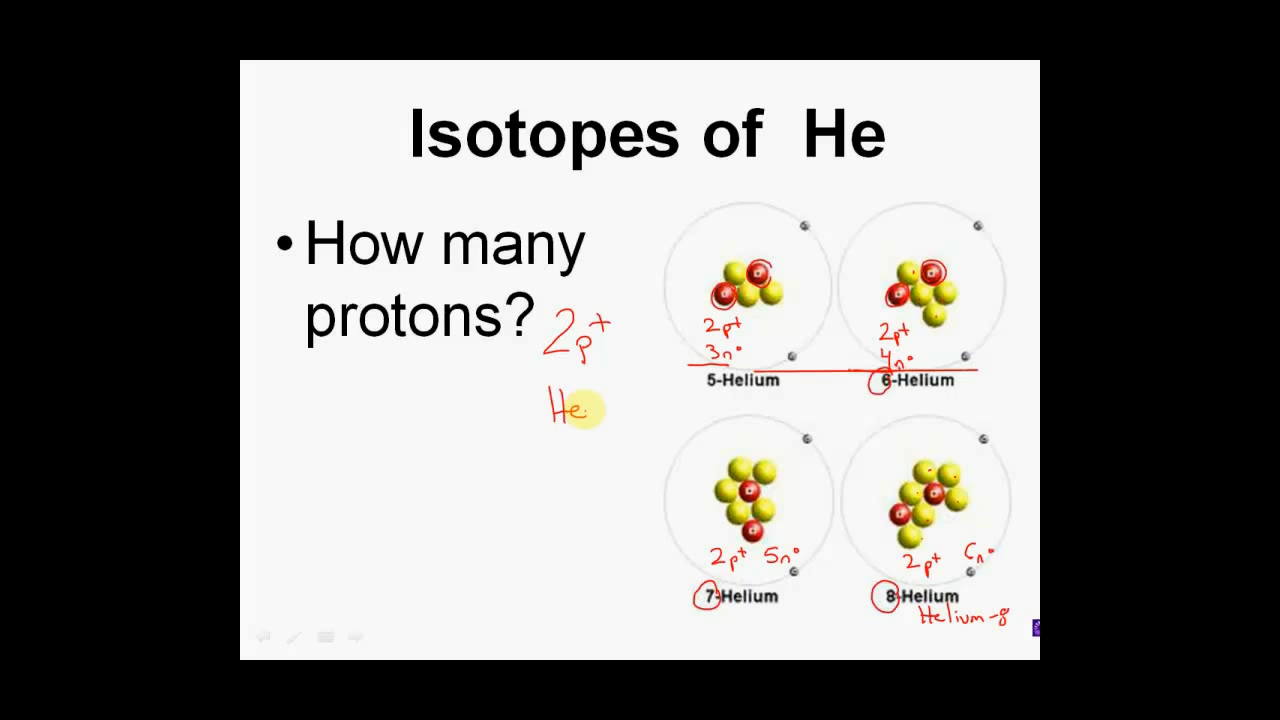 Isotopes of He
• How many
protons?
2p+
He
2p+
3n°
5-Helium
2p+
4n°
6-Helium
2p+ 5n°
7-Helium
2p+ 6n°
8-Helium
Helium-8